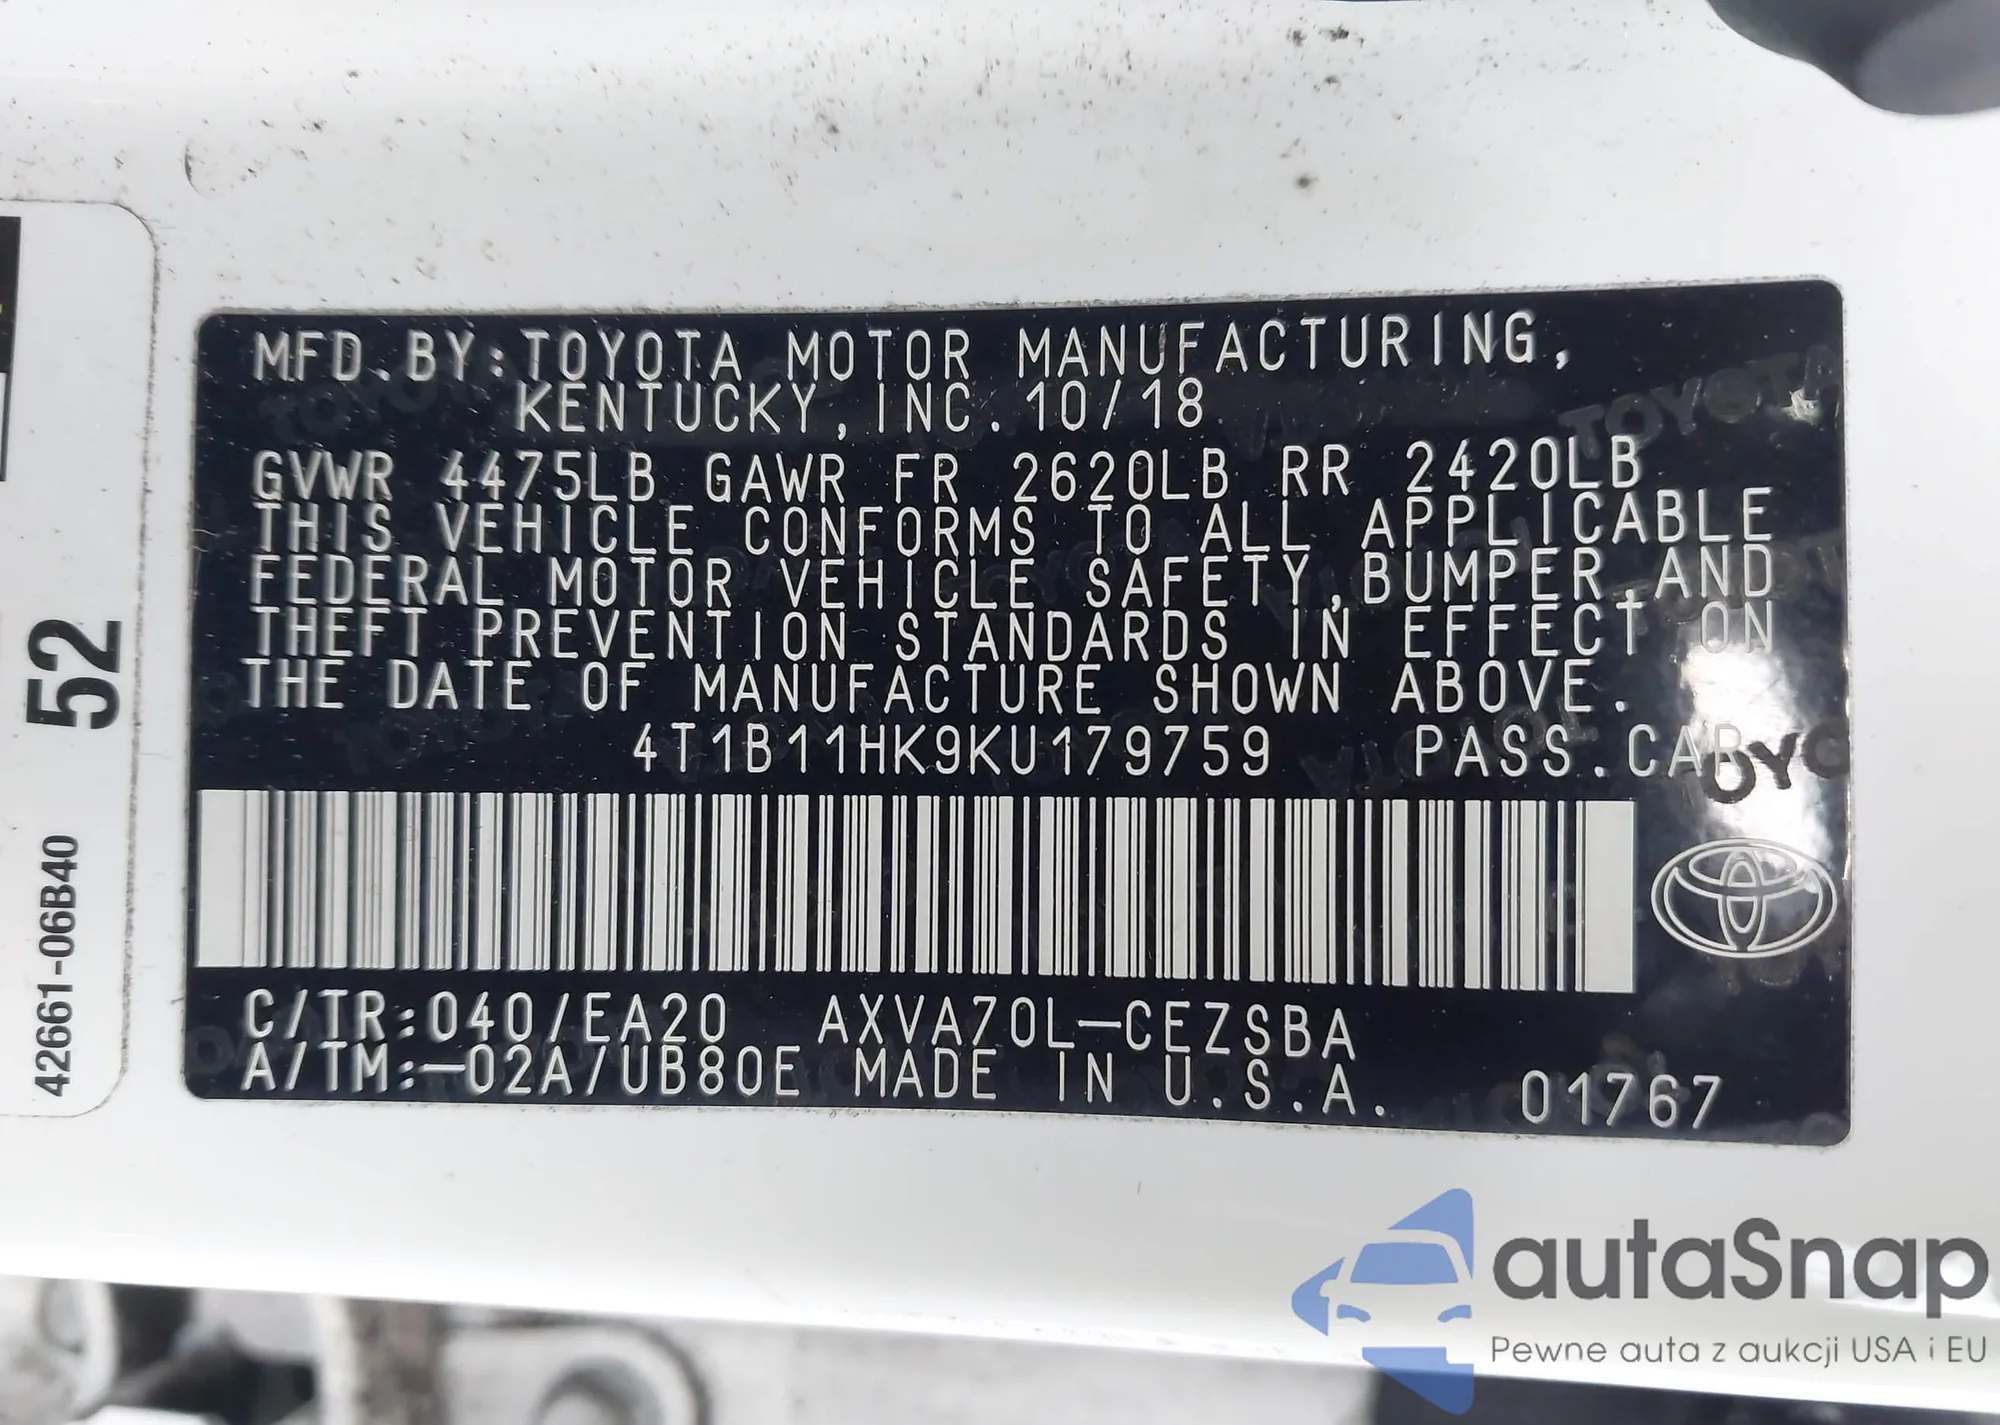 MFD.BY:TOYOTA MOTOR MANUFACTURING,
KENTUCKY,INC.10/18
GVWR 4475LB GAWR FR 2620LB RR 2420LB
THIS VEHICLE CONFORMS TO ALL APPLICABLE
FEDERAL MOTOR VEHICLE SAFETY,BUMPER,AND
THEFT PREVENTION STANDARDS IN EFFECT ON
THE DATE OF MANUFACTURE SHOWN ABOVE.
4T1B11HK9KU179759 PASS.CAR
C/TR:040/EA20 AXVA70L-CEZSBA
A/TM:-02A/UB80E MADE IN U.S.A. 01767
52
42661-06B40
autaSnap
Pewne auta z aukcji USA i EU